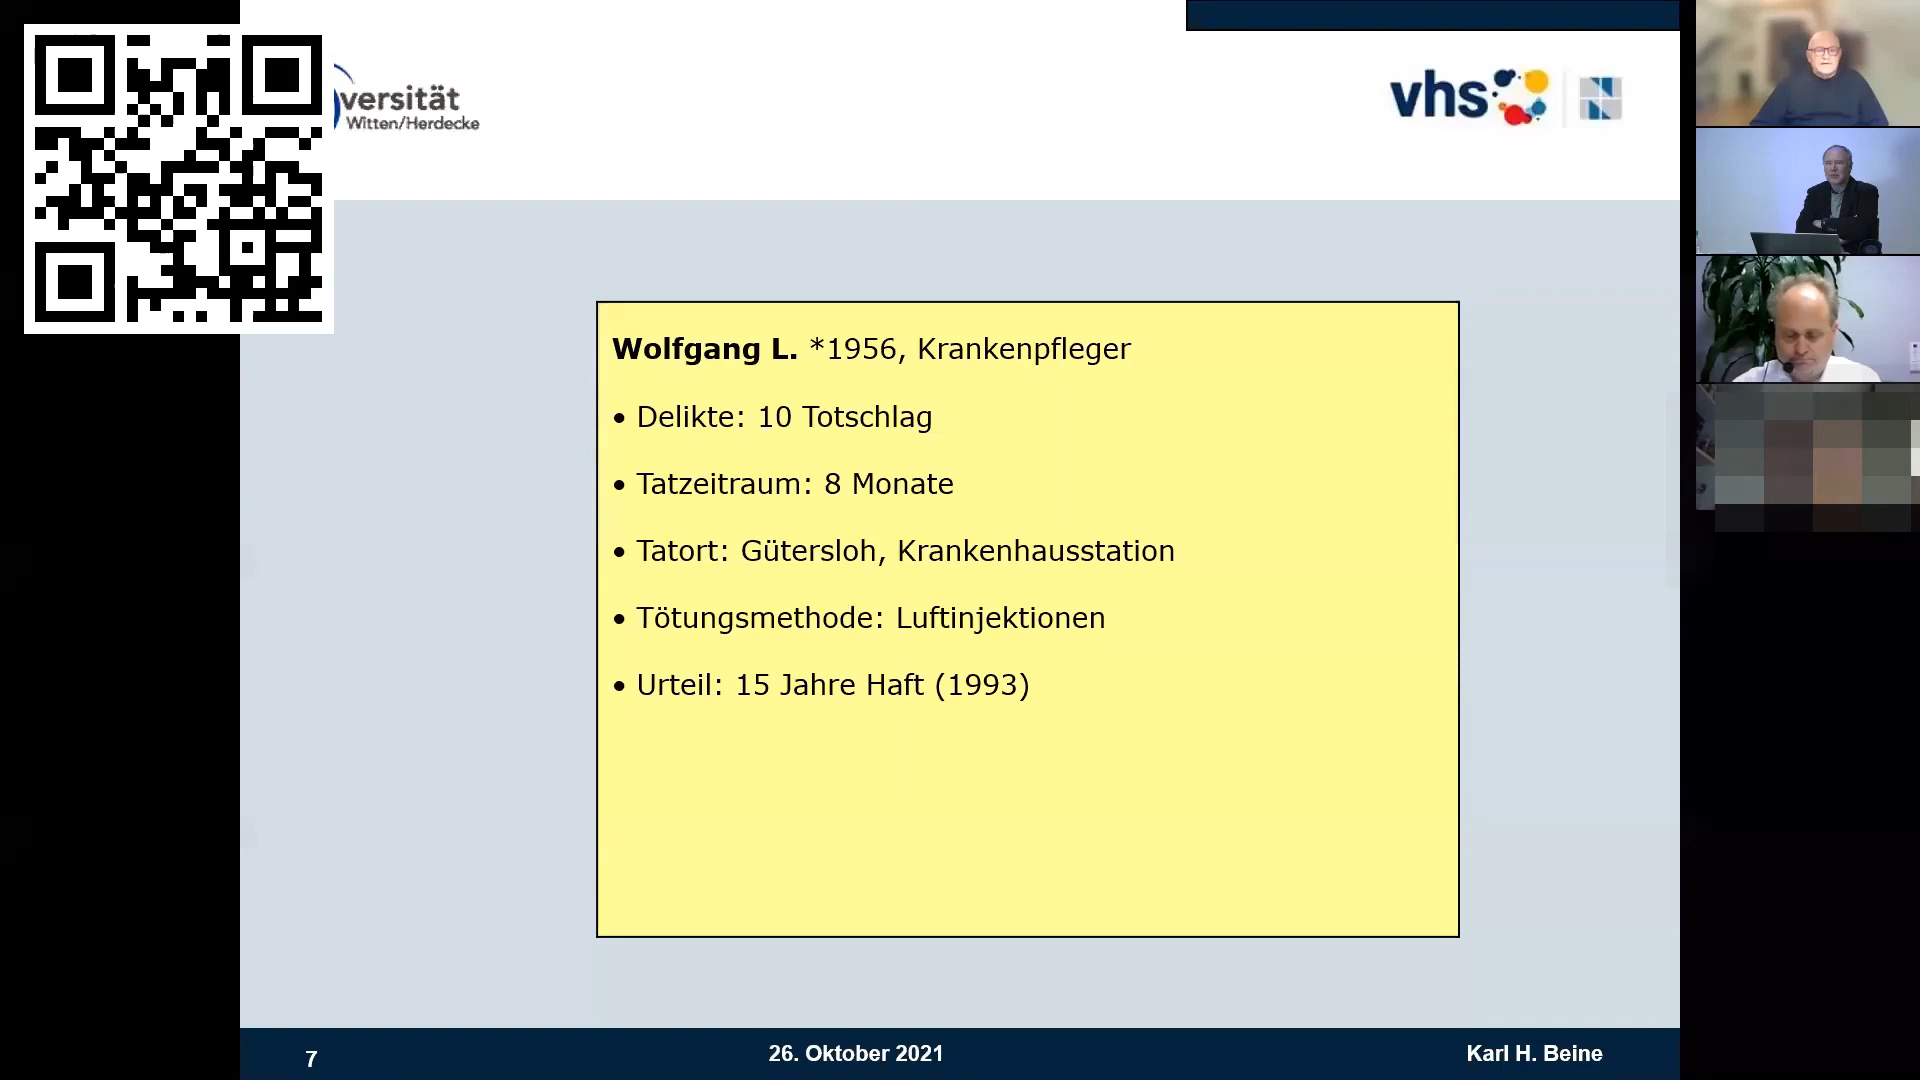 versität
Witten/Herdecke
vhs
Wolfgang L. *1956, Krankenpfleger
• Delikte: 10 Totschlag
• Tatzeitraum: 8 Monate
• Tatort: Gütersloh, Krankenhausstation
• Tötungsmethode: Luftinjektionen
• Urteil: 15 Jahre Haft (1993)
7
26. Oktober 2021
Karl H. Beine